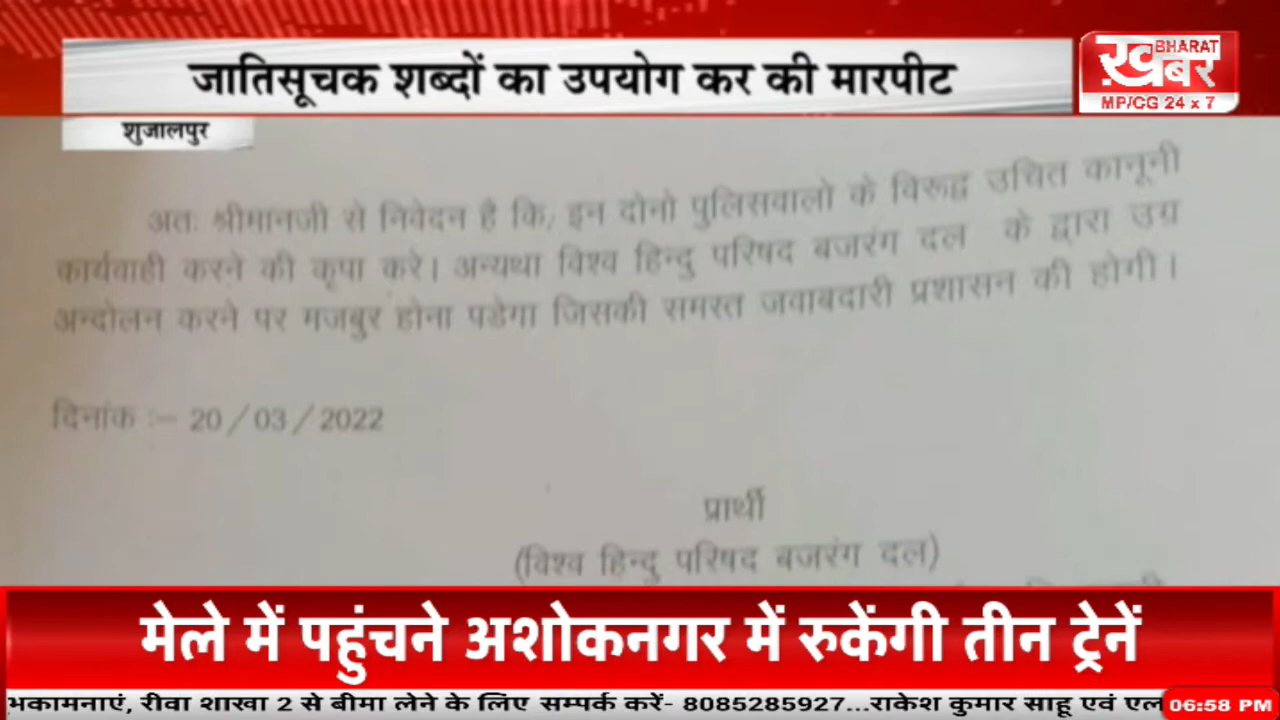 जातिसूचक शब्दों का उपयोग कर की मारपीट
BHARAT
ख़बर
MP/CG 24 x 7
शुजालपुर
अतः श्रीमानजी से निवेदन है कि, इन दोनो पुलिसवालो के विरूद्व उचित कानूनी
कार्यवाही करने की कृपा करे। अन्यथा विश्व हिन्दु परिषद बजरंग दल के द्वारा उग्र
अन्दोलन करने पर मजबुर होना पडेगा जिसकी समस्त जवाबदारी प्रशासन की होगी।
दिनांक :– 20/03/2022
प्रार्थी
(विश्व हिन्दु परिषद बजरंग दल)
मेले में पहुंचने अशोकनगर में रुकेंगी तीन ट्रेनें
भकामनाएं, रीवा शाखा 2 से बीमा लेने के लिए सम्पर्क करें- 8085285927...राकेश कुमार साहू एवं एल
06:58 PM